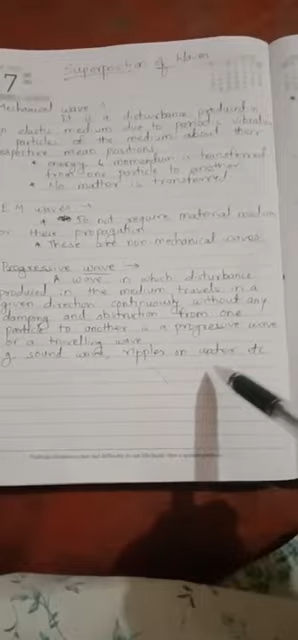 7
Superposition of Waves
Mechanical wave :
It is a disturbance produced in
elastic medium due to periodic vibration
particles of the medium about their
respective mean positions.
• energy & momentum is transferred
from one particle to another
• No matter is transferred
E M waves →
• Do not require material medium
for their propagation
• These are non-mechanical waves.
Progressive wave →
A wave in which disturbance
produced in the medium travels in a
given direction continuously without any
damping and obstruction from one
particle to another is a progressive wave
or a travelling wave
g. sound wave, ripples on water etc